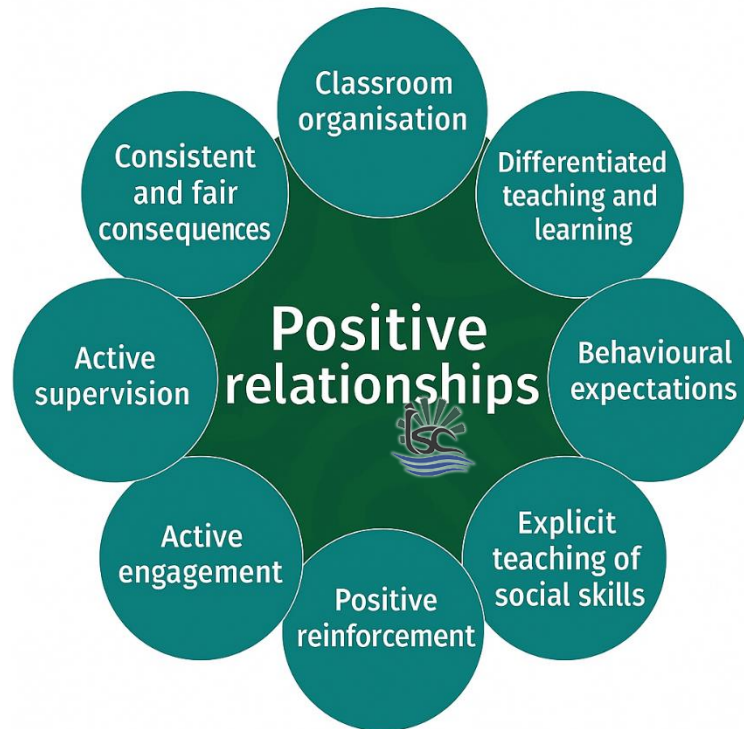 Classroom
organisation
Differentiated
teaching and
learning
Behavioural
expectations
Explicit
teaching of
social skills
Positive
reinforcement
Active
engagement
Active
supervision
Consistent
and fair
consequences
Positive
relationships
isc